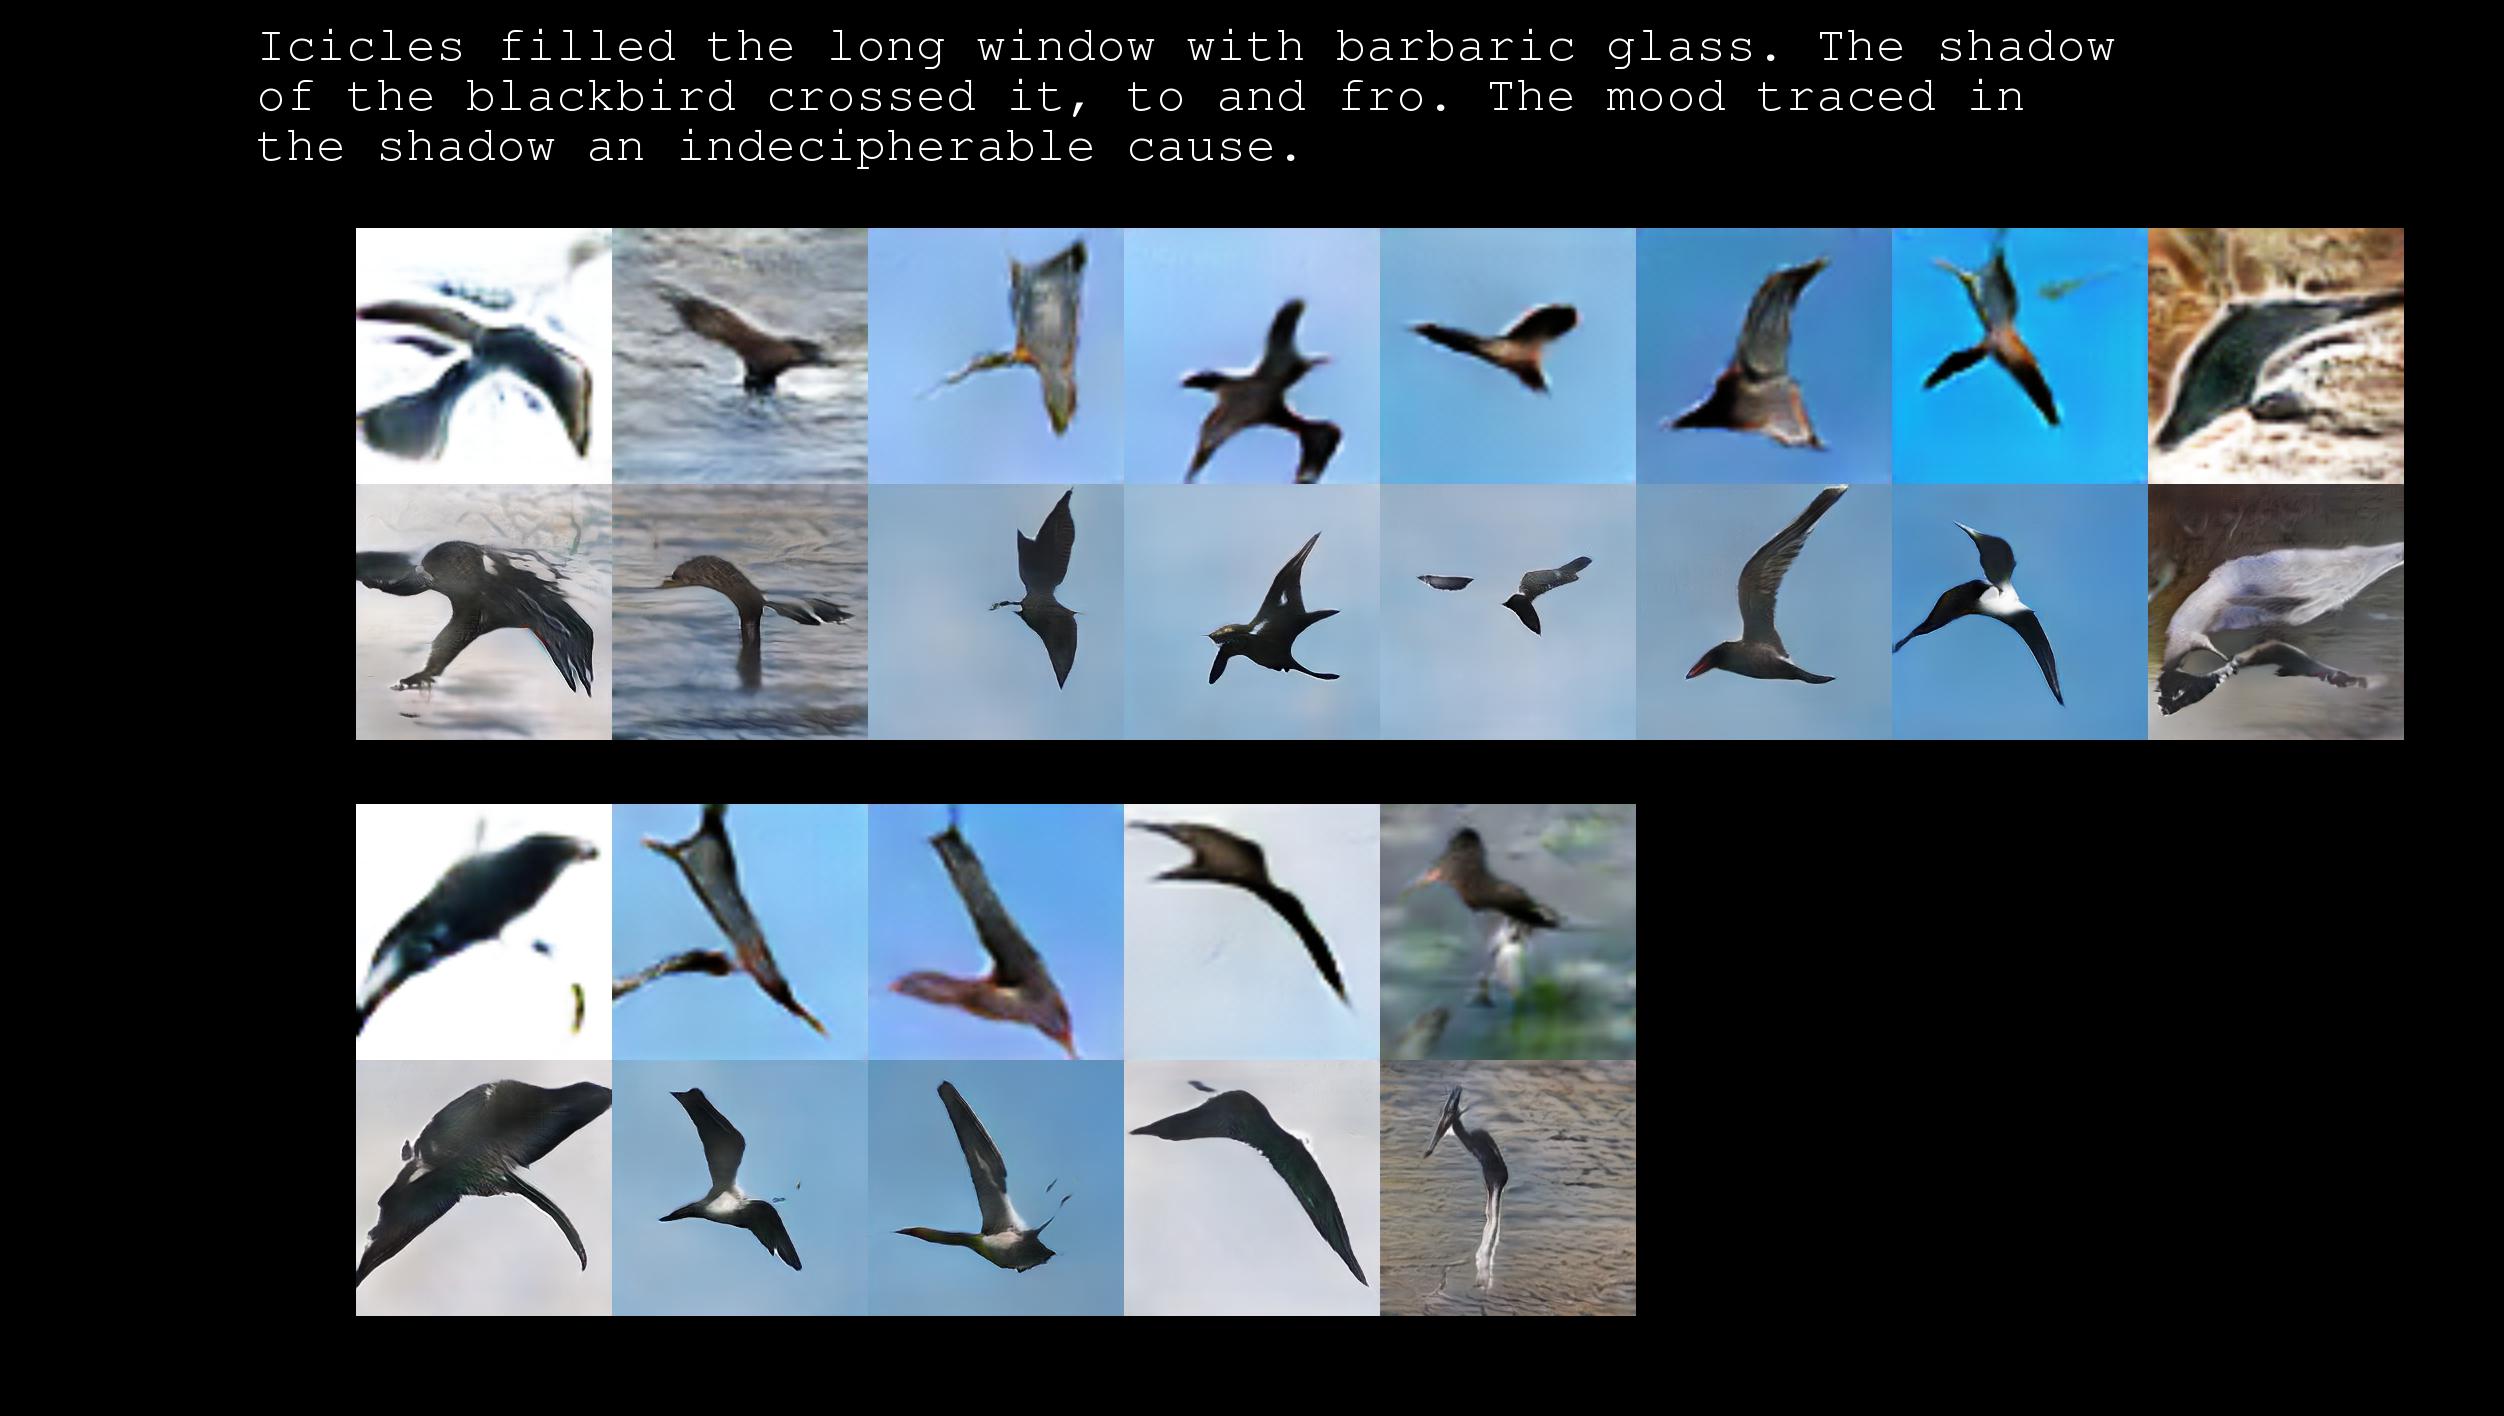 Icicles filled the long window with barbaric glass. The shadow
of the blackbird crossed it, to and fro. The mood traced in
the shadow an indecipherable cause.